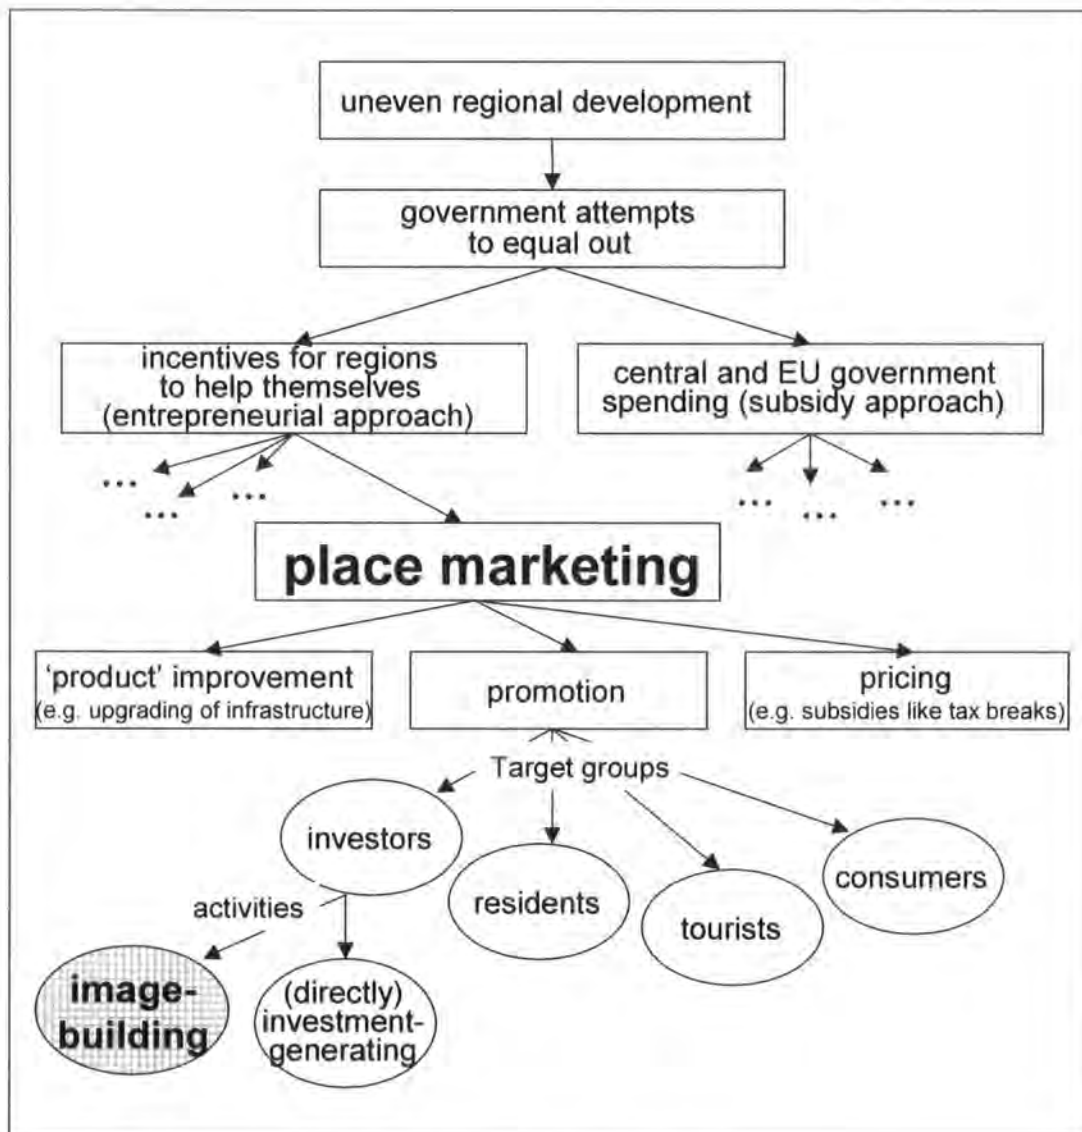 uneven regional development
government attempts
to equal out
incentives for regions
to help themselves
(entrepreneurial approach)
central and EU government
spending (subsidy approach)
...
...
...
...
...
...
place marketing
'product' improvement
(e.g. upgrading of infrastructure)
promotion
pricing
(e.g. subsidies like tax breaks)
Target groups
investors
residents
tourists
consumers
activities
image-
building
(directly)
investment-
generating